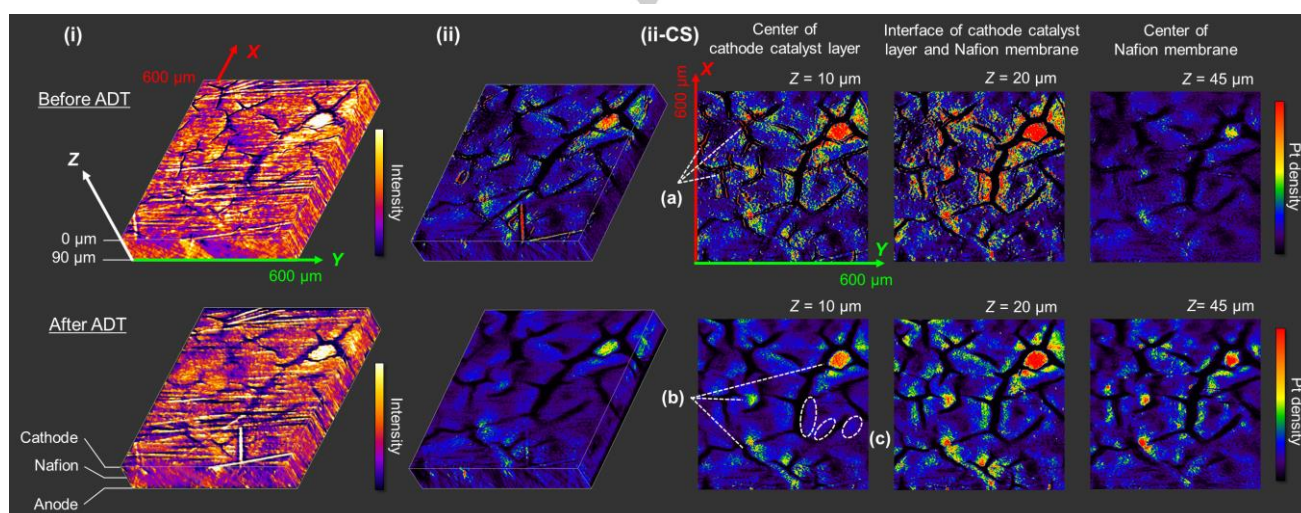 (i)
X
600 µm
Before ADT
Z
0 µm
90 µm
Y
600 µm
Intensity
(ii)
(ii-CS)
Center of
cathode catalyst layer
Interface of cathode catalyst
layer and Nafion membrane
Center of
Nafion membrane
X
600 µm
Z = 10 µm
Z = 20 µm
Z = 45 µm
(a)
Y
600 µm
Pt density
After ADT
Cathode
Nafion
Anode
Intensity
Z = 10 µm
Z = 20 µm
Z= 45 µm
(b)
(c)
Pt density